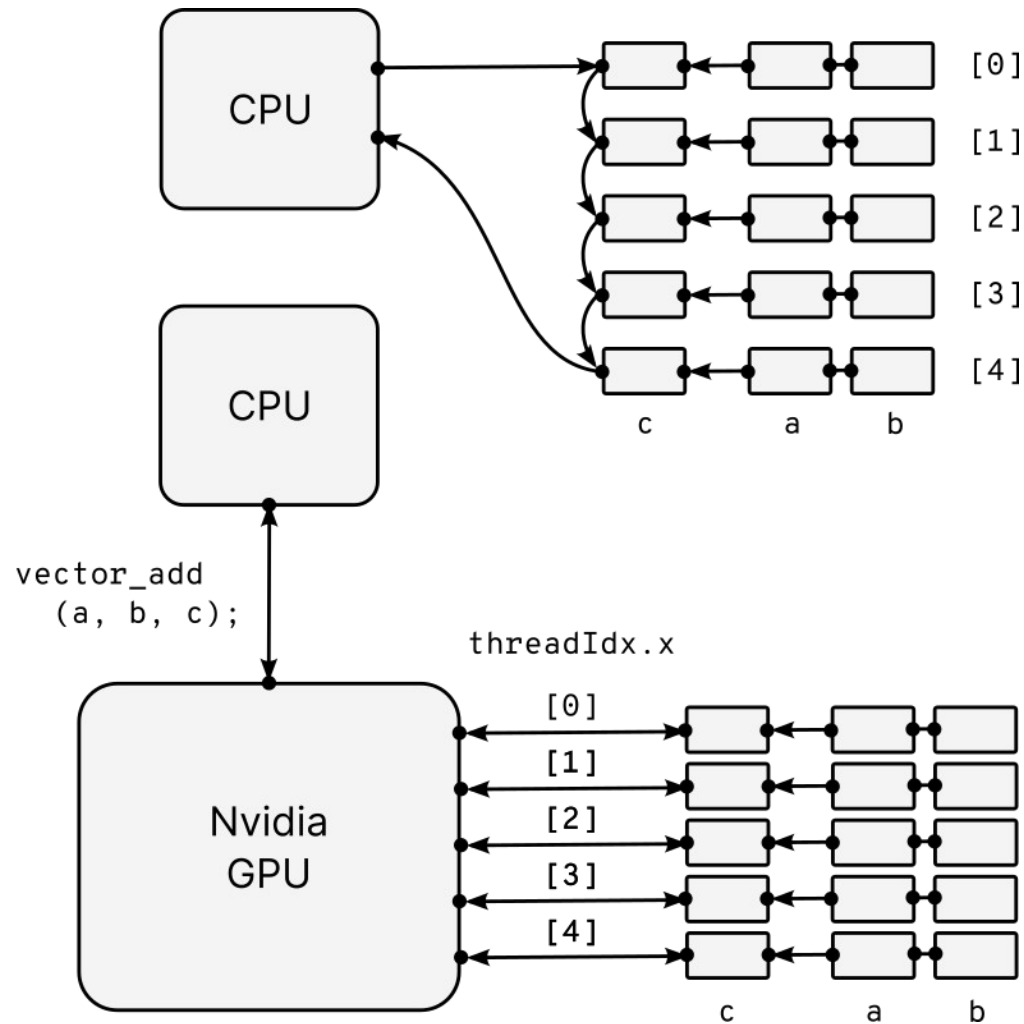 CPU
[0]
[1]
[2]
[3]
[4]
c a b
CPU
vector_add
(a, b, c);
threadIdx.x
[0]
[1]
[2]
[3]
[4]
Nvidia
GPU
c a b